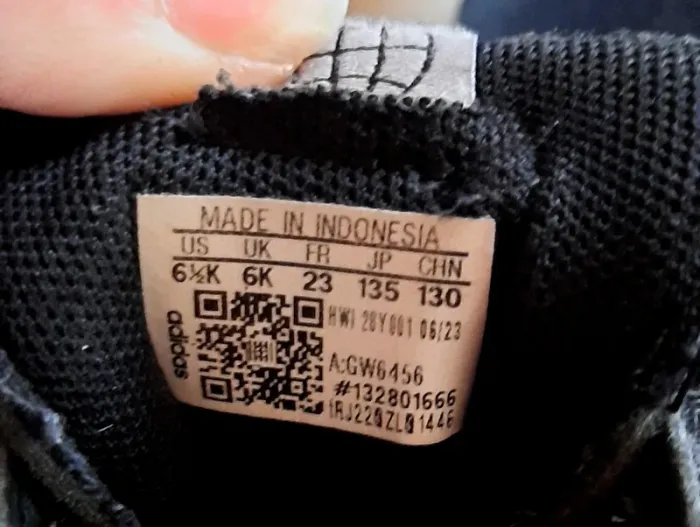 MADE IN INDONESIA
US UK FR JP CHN
6½K 6K 23 135 130
HWI 28Y001 06/23
adidas
A:GW6456
#132801666
1RJ220ZL01446